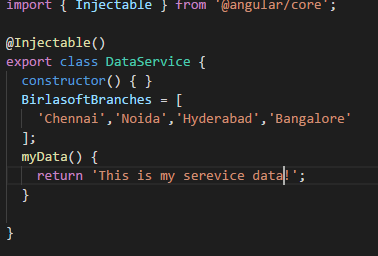 import { Injectable } from '@angular/core';
@Injectable()
export class DataService {
constructor() { }
BirlasoftBranches = [
'Chennai','Noida','Hyderabad','Bangalore'
];
myData() {
return 'This is my serevice data!';
}
}